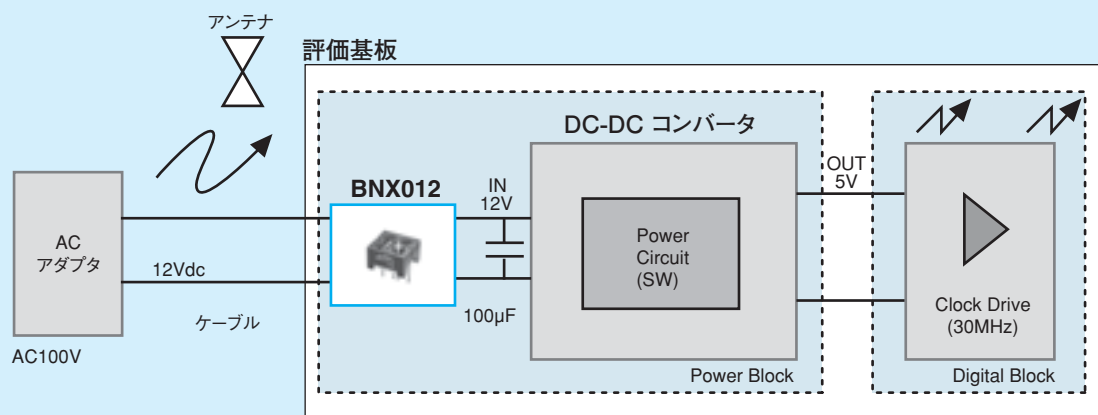 アンテナ
評価基板
DC-DC コンバータ
BNX012
IN
12V
OUT
5V
AC
アダプタ
Power
Circuit
(SW)
12Vdc
ケーブル
100μF
Clock Drive
(30MHz)
AC100V
Power Block
Digital Block